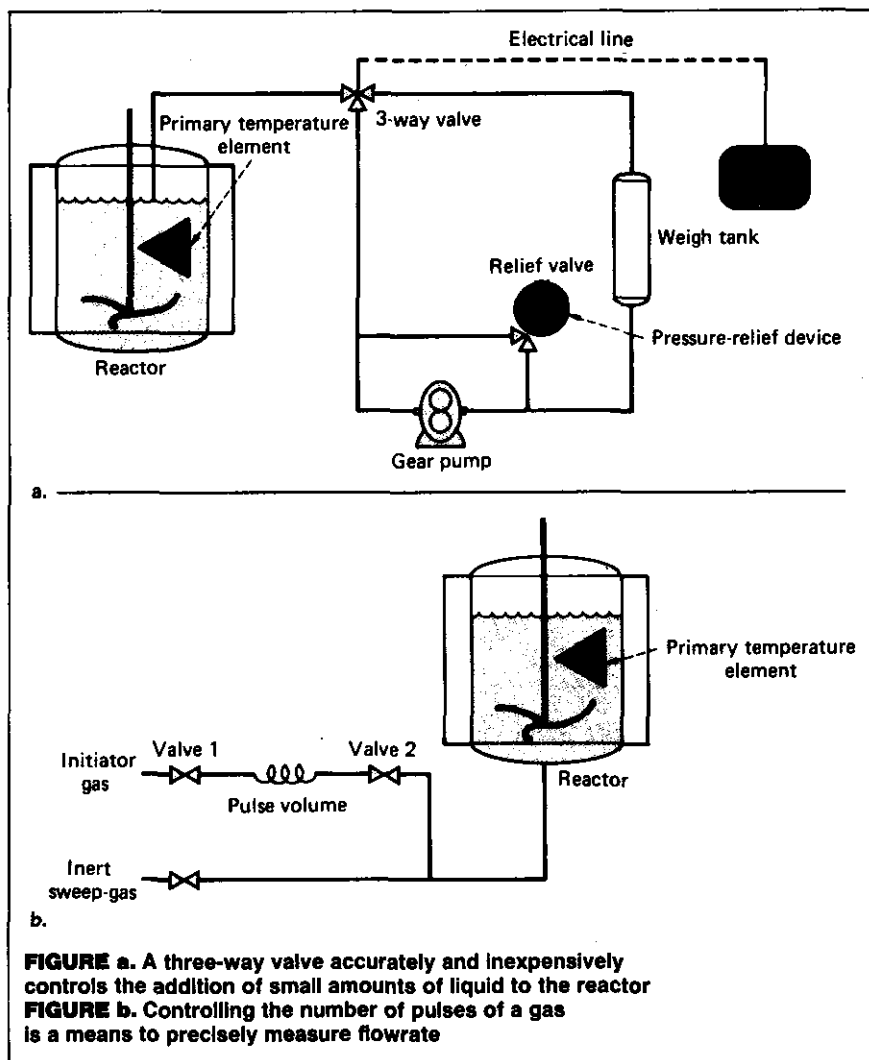 Electrical line
Primary temperature
element
3-way valve
Weigh tank
Relief valve
Pressure-relief device
Reactor
Gear pump
a.
Primary temperature
element
Initiator
gas
Valve 1
Valve 2
Pulse volume
Reactor
Inert
sweep-gas
b.
FIGURE a. A three-way valve accurately and inexpensively
controls the addition of small amounts of liquid to the reactor
FIGURE b. Controlling the number of pulses of a gas
is a means to precisely measure flowrate